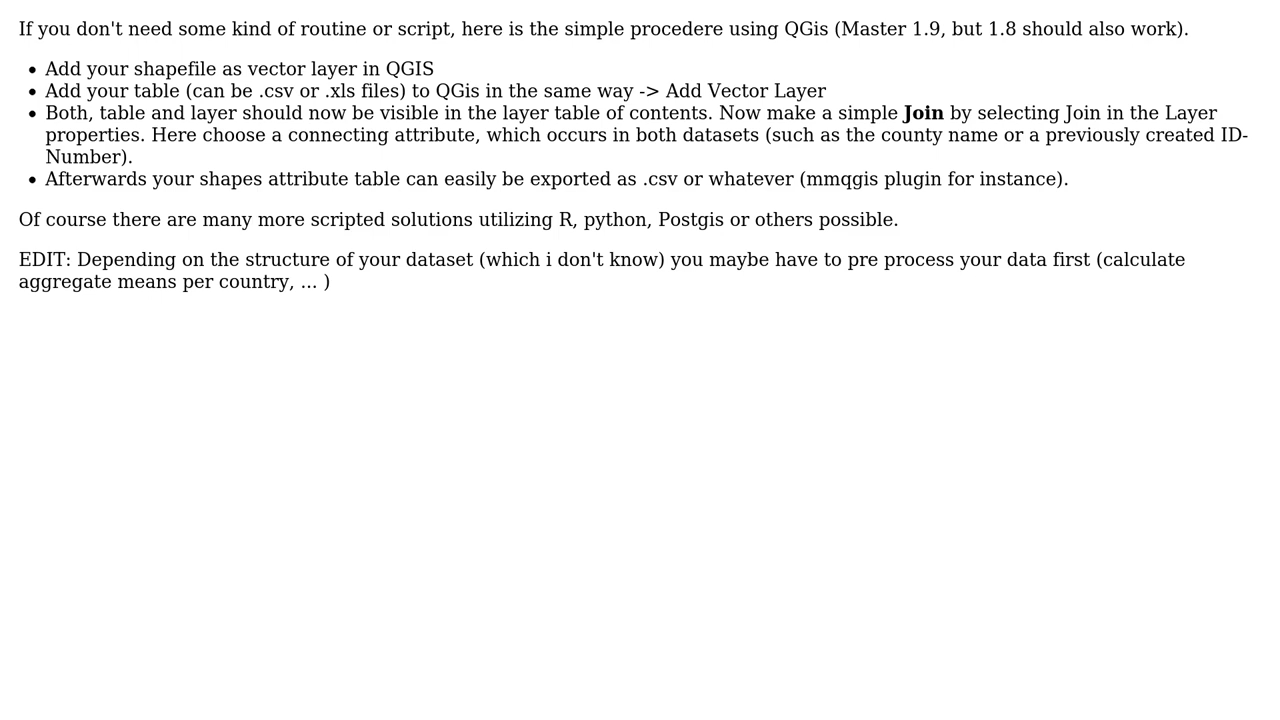 If you don't need some kind of routine or script, here is the simple procedere using QGis (Master 1.9, but 1.8 should also work).
• Add your shapefile as vector layer in QGIS
• Add your table (can be .csv or .xls files) to QGis in the same way -> Add Vector Layer
• Both, table and layer should now be visible in the layer table of contents. Now make a simple Join by selecting Join in the Layer
properties. Here choose a connecting attribute, which occurs in both datasets (such as the county name or a previously created ID-
Number).
• Afterwards your shapes attribute table can easily be exported as .csv or whatever (mmqgis plugin for instance).
Of course there are many more scripted solutions utilizing R, python, Postgis or others possible.
EDIT: Depending on the structure of your dataset (which i don't know) you maybe have to pre process your data first (calculate
aggregate means per country, ... )